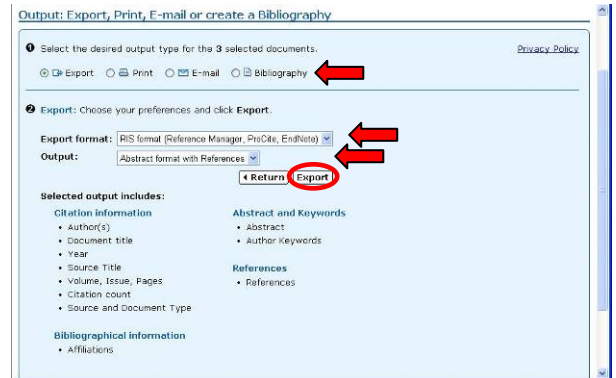 Output: Export, Print, E-mail or create a Bibliography
1 Select the desired output type for the 3 selected documents. Privacy Policy
Export Print E-mail Bibliography
2 Export: Choose your preferences and click Export.
Export format: RIS format (Reference Manager, ProCite, EndNote)
Output: Abstract format with References
Return Export
Selected output includes:
Citation information Abstract and Keywords
• Author(s) • Abstract
• Document title • Author Keywords
• Year
• Source Title References
• Volume, Issue, Pages • References
• Citation count
• Source and Document Type
Bibliographical information
• Affiliations